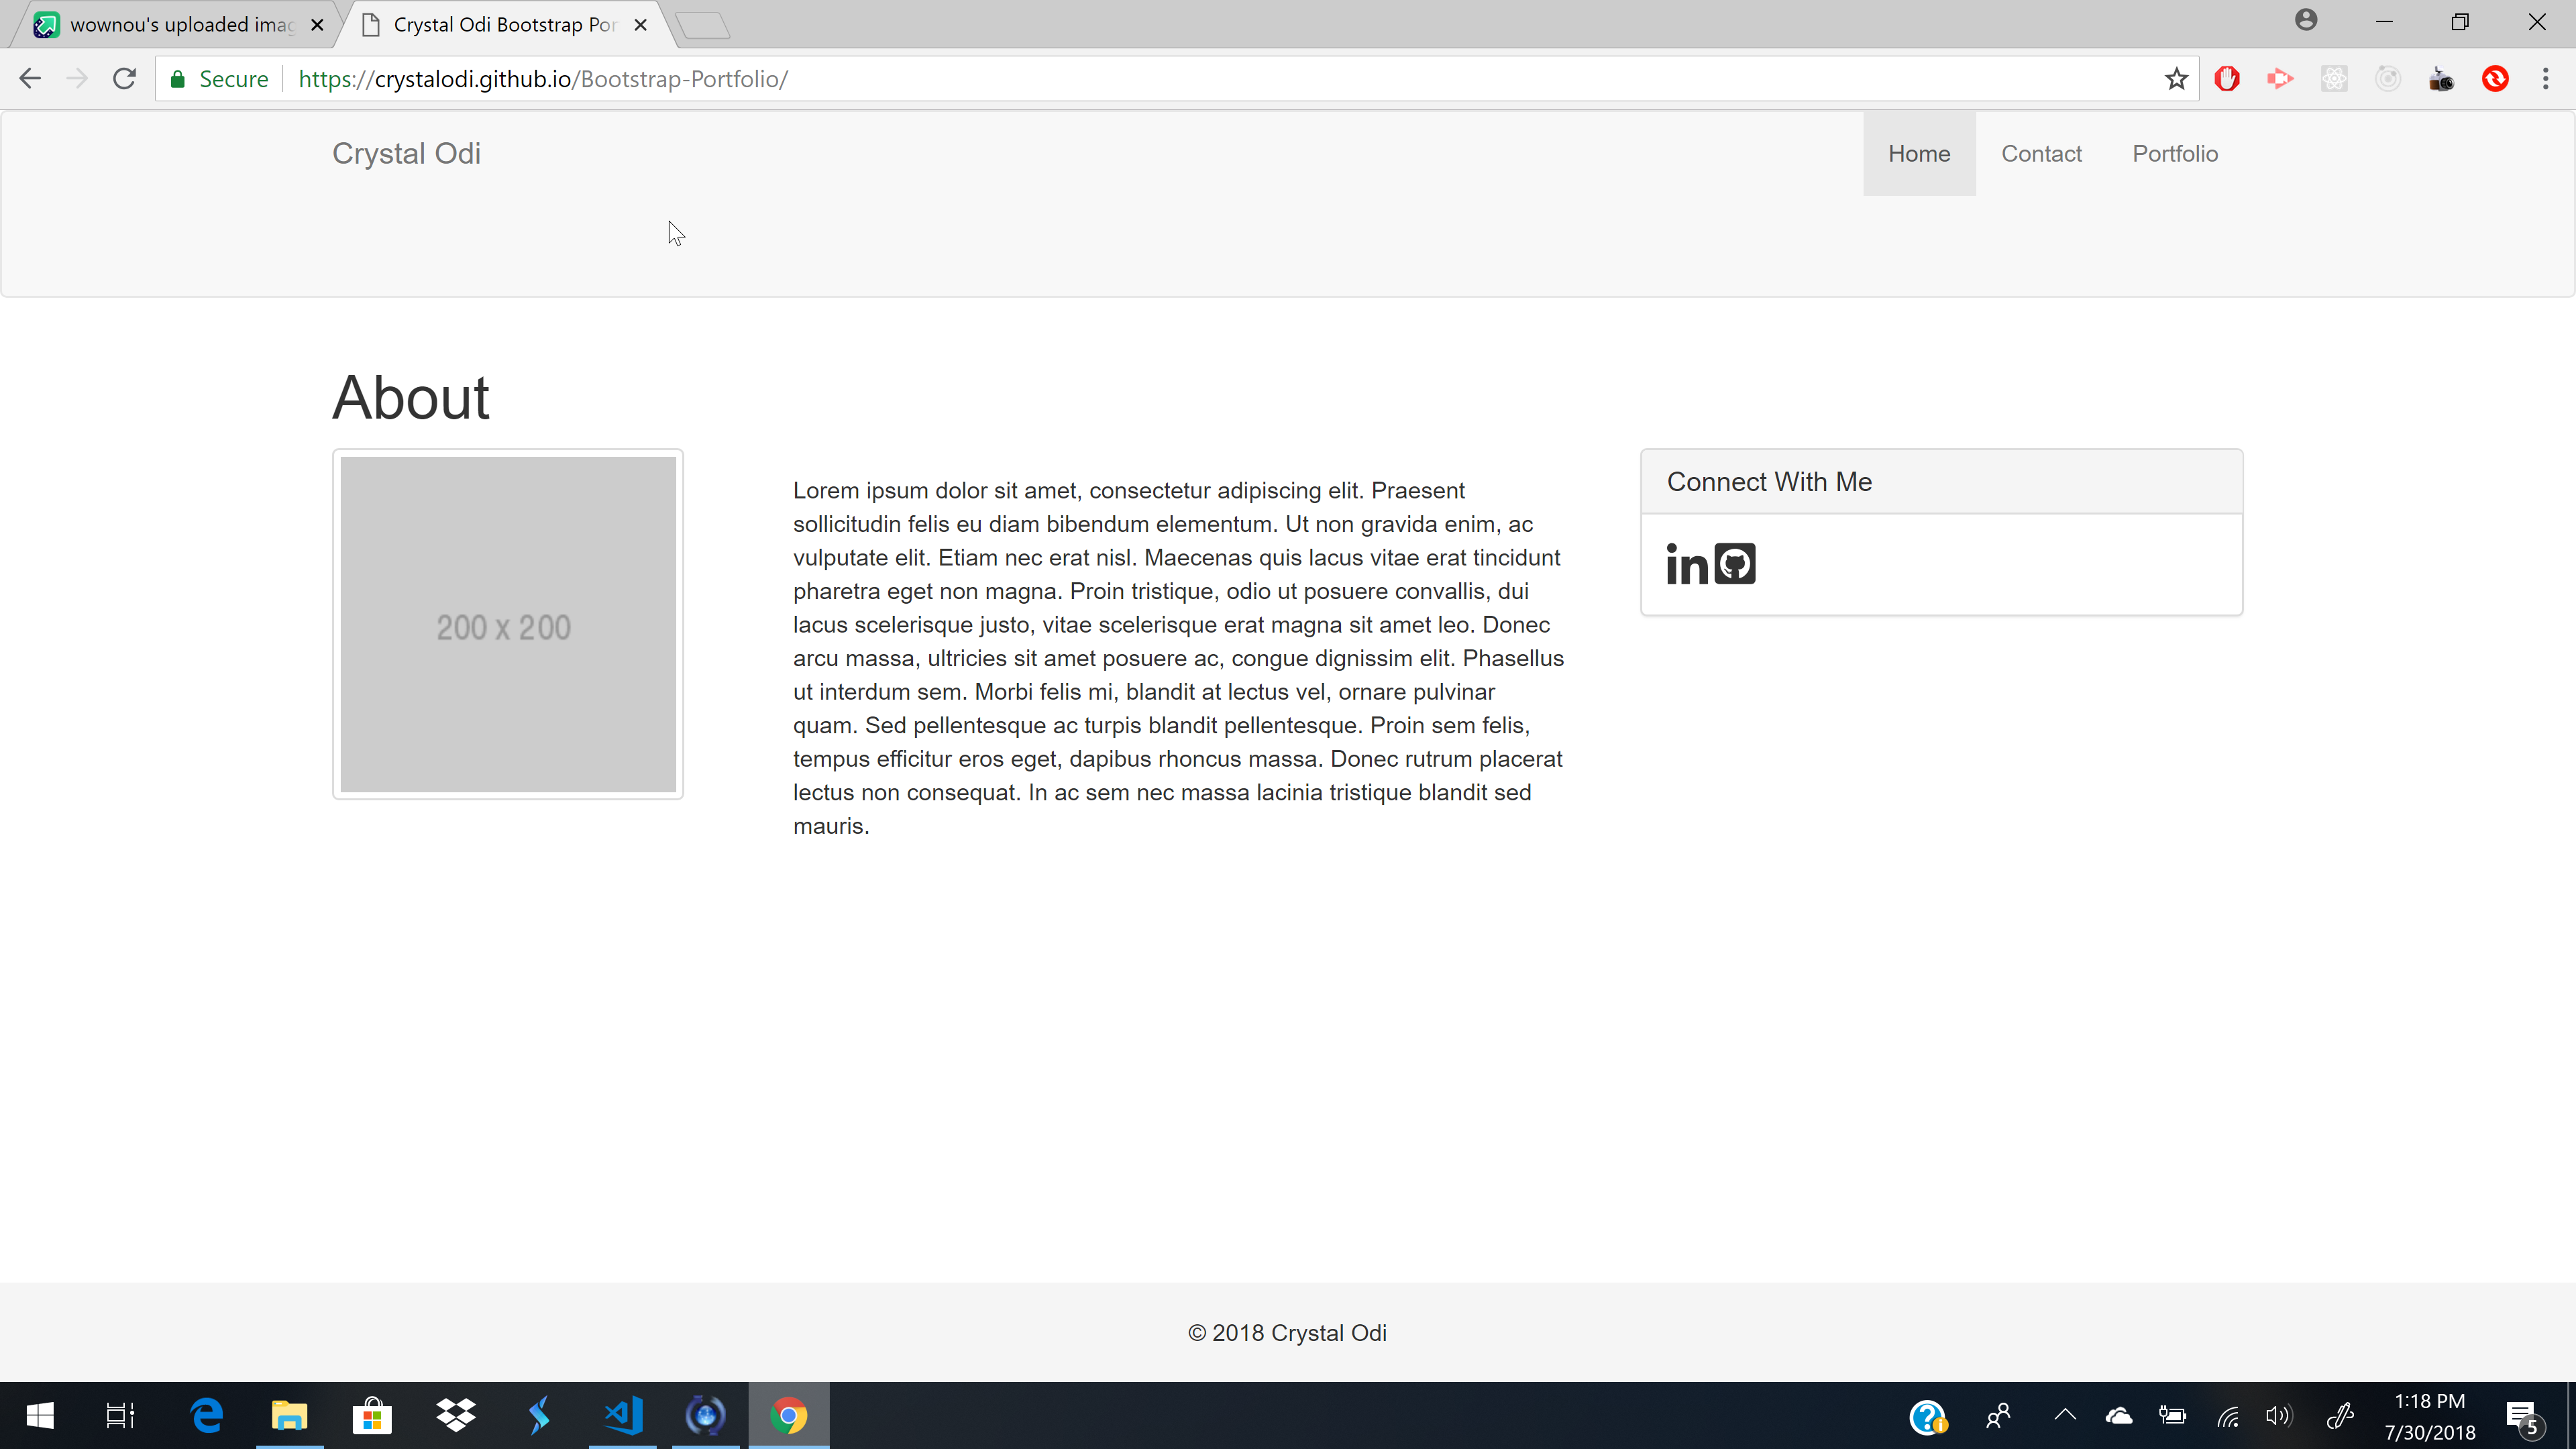 wownou's uploaded imag
Crystal Odi Bootstrap Por
Secure
https://crystalodi.github.io/Bootstrap-Portfolio/
Crystal Odi
Home
Contact
Portfolio
About
200 x 200
Lorem ipsum dolor sit amet, consectetur adipiscing elit. Praesent
sollicitudin felis eu diam bibendum elementum. Ut non gravida enim, ac
vulputate elit. Etiam nec erat nisl. Maecenas quis lacus vitae erat tincidunt
pharetra eget non magna. Proin tristique, odio ut posuere convallis, dui
lacus scelerisque justo, vitae scelerisque erat magna sit amet leo. Donec
arcu massa, ultricies sit amet posuere ac, congue dignissim elit. Phasellus
ut interdum sem. Morbi felis mi, blandit at lectus vel, ornare pulvinar
quam. Sed pellentesque ac turpis blandit pellentesque. Proin sem felis,
tempus efficitur eros eget, dapibus rhoncus massa. Donec rutrum placerat
lectus non consequat. In ac sem nec massa lacinia tristique blandit sed
mauris.
Connect With Me
in
© 2018 Crystal Odi
1:18 PM
7/30/2018
5